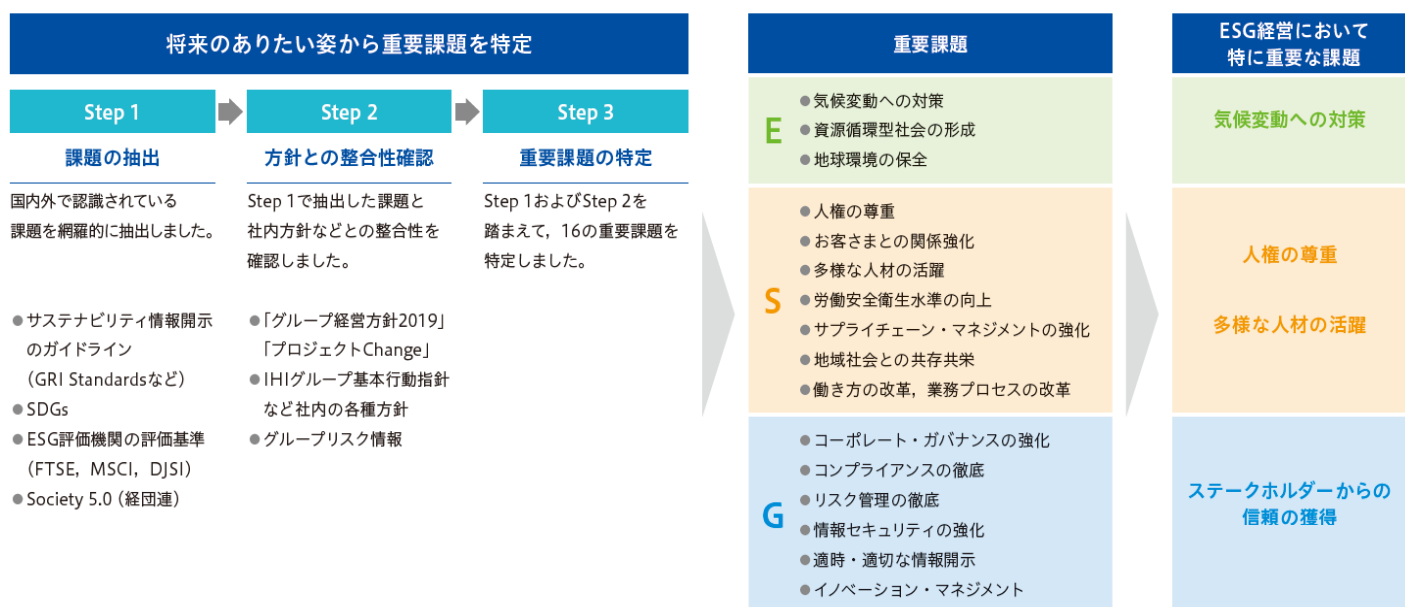 将来のありたい姿から重要課題を特定
Step 1
Step 2
Step 3
課題の抽出
国内外で認識されている
課題を網羅的に抽出しました。
●サステナビリティ情報開示
のガイドライン
（GRI Standardsなど）
●SDGs
●ESG評価機関の評価基準
（FTSE，MSCI，DJSI）
●Society 5.0（経団連）
方針との整合性確認
Step 1で抽出した課題と
社内方針などとの整合性を
確認しました。
●「グループ経営方針2019」
「プロジェクトChange」
●IHIグループ基本行動指針
など社内の各種方針
●グループリスク情報
重要課題の特定
Step 1およびStep 2を
踏まえて，16の重要課題を
特定しました。
重要課題
E
●気候変動への対策
●資源循環型社会の形成
●地球環境の保全
S
●人権の尊重
●お客さまとの関係強化
●多様な人材の活躍
●労働安全衛生水準の向上
●サプライチェーン・マネジメントの強化
●地域社会との共存共栄
●働き方の改革，業務プロセスの改革
G
●コーポレート・ガバナンスの強化
●コンプライアンスの徹底
●リスク管理の徹底
●情報セキュリティの強化
●適時・適切な情報開示
●イノベーション・マネジメント
ESG経営において
特に重要な課題
気候変動への対策
人権の尊重
多様な人材の活躍
ステークホルダーからの
信頼の獲得